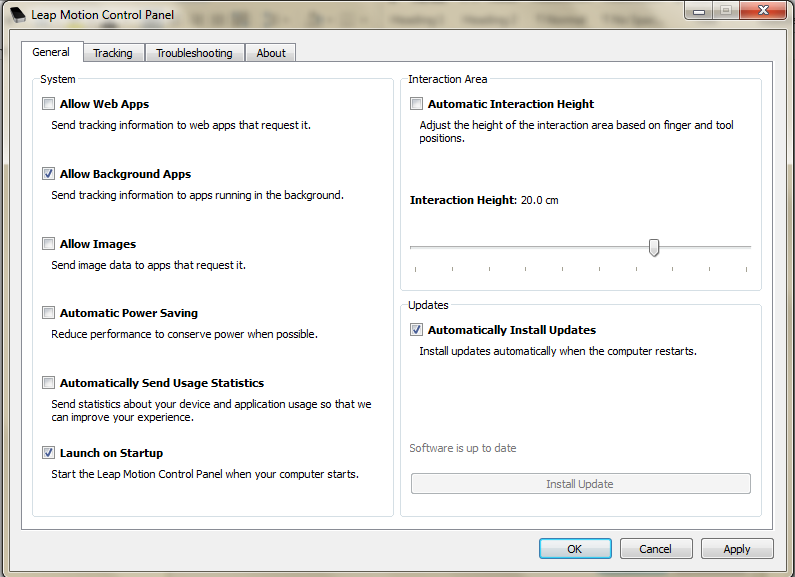 Leap Motion Control Panel
General
Tracking
Troubleshooting
About
System
Allow Web Apps
Send tracking information to web apps that request it.
Allow Background Apps
Send tracking information to apps running in the background.
Allow Images
Send image data to apps that request it.
Automatic Power Saving
Reduce performance to conserve power when possible.
Automatically Send Usage Statistics
Send statistics about your device and application usage so that we
can improve your experience.
Launch on Startup
Start the Leap Motion Control Panel when your computer starts.
Interaction Area
Automatic Interaction Height
Adjust the height of the interaction area based on finger and tool
positions.
Interaction Height: 20.0 cm
Updates
Automatically Install Updates
Install updates automatically when the computer restarts.
Software is up to date
Install Update
OK
Cancel
Apply